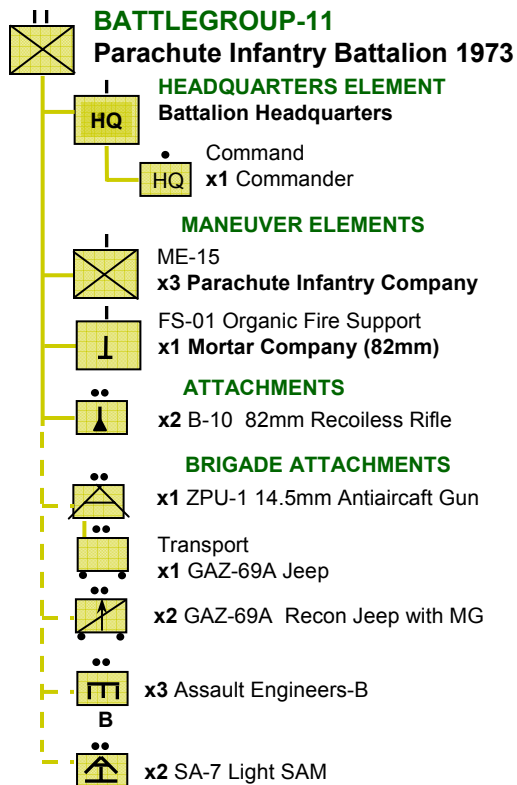 BATTLEGROUP-11
Parachute Infantry Battalion 1973
HEADQUARTERS ELEMENT
HQ
Battalion Headquarters
Command
HQ
x1 Commander
MANEUVER ELEMENTS
ME-15
x3 Parachute Infantry Company
FS-01 Organic Fire Support
x1 Mortar Company (82mm)
ATTACHMENTS
x2 B-10 82mm Recoiless Rifle
BRIGADE ATTACHMENTS
x1 ZPU-1 14.5mm Antiaircaft Gun
Transport
x1 GAZ-69A Jeep
x2 GAZ-69A Recon Jeep with MG
x3 Assault Engineers-B
B
x2 SA-7 Light SAM